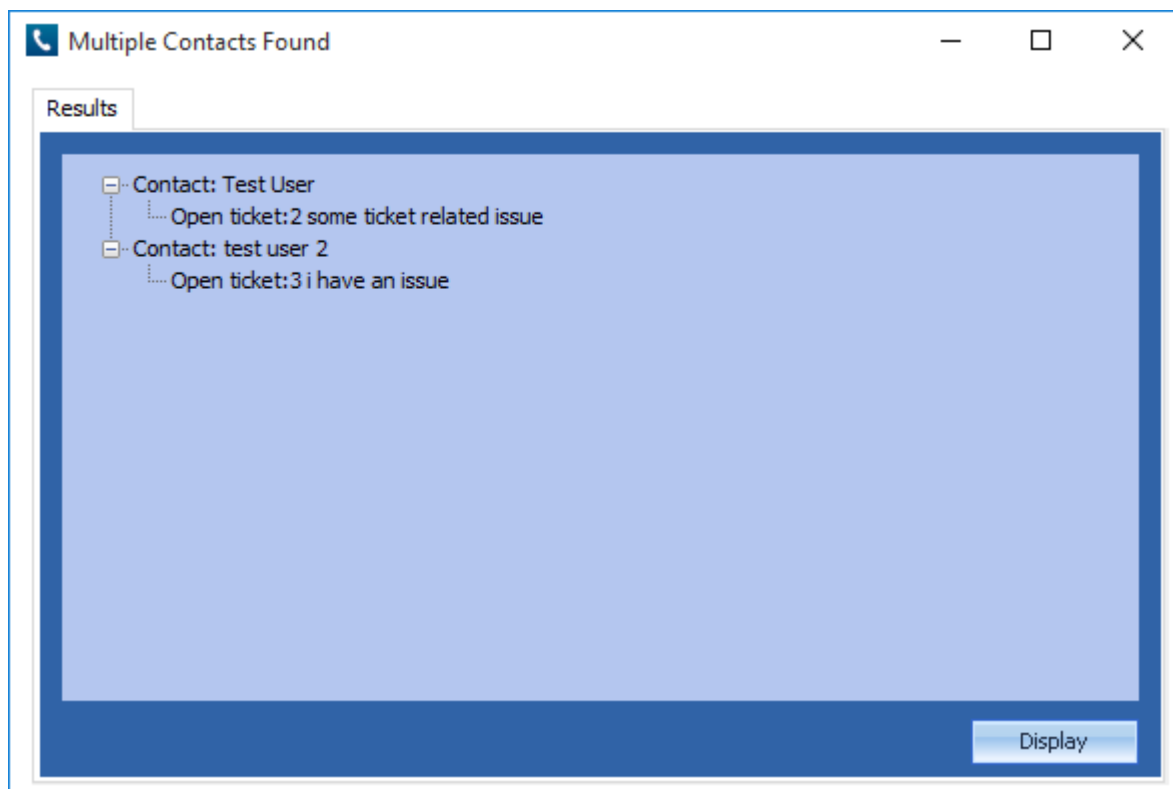 Multiple Contacts Found
Results
Contact: Test User
Open ticket:2 some ticket related issue
Contact: test user 2
Open ticket:3 i have an issue
Display